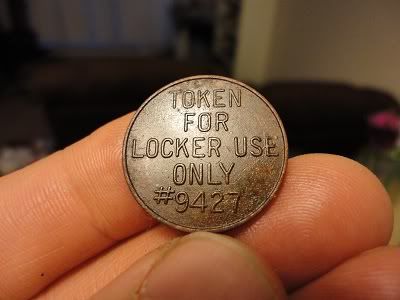 TOKEN
FOR
LOCKER USE
ONLY
#9427